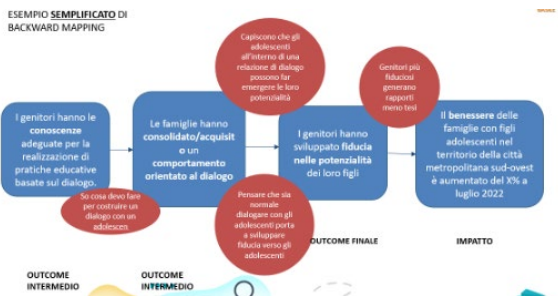 ESEMPIO SEMPLIFICATO DI
BACKWARD MAPPING
I genitori hanno le
conoscenze
adeguate per la
realizzazione di
pratiche educative
basate sul dialogo.
So cosa devo fare
per costruire un
dialogo con un
adolescen
Le famiglie hanno
consolidato/acquisit
o un
comportamento
orientato al dialogo
Capiscono che gli
adolescenti
all'interno di una
relazione di dialogo
possono far
emergere le loro
potenzialità
Pensare che sia
normale
dialogare con gli
adolescenti porta
a sviluppare
fiducia verso gli
adolescenti
I genitori hanno
sviluppato fiducia
nelle potenzialità
dei loro figli
Genitori più
fiduciosi
generano
rapporti
meno tesi
Il benessere delle
famiglie con figli
adolescenti nel
territorio della città
metropolitana sud-ovest
è aumentato del X% a
luglio 2022
OUTCOME FINALE
IMPATTO
OUTCOME
INTERMEDIO
OUTCOME
INTERMEDIO